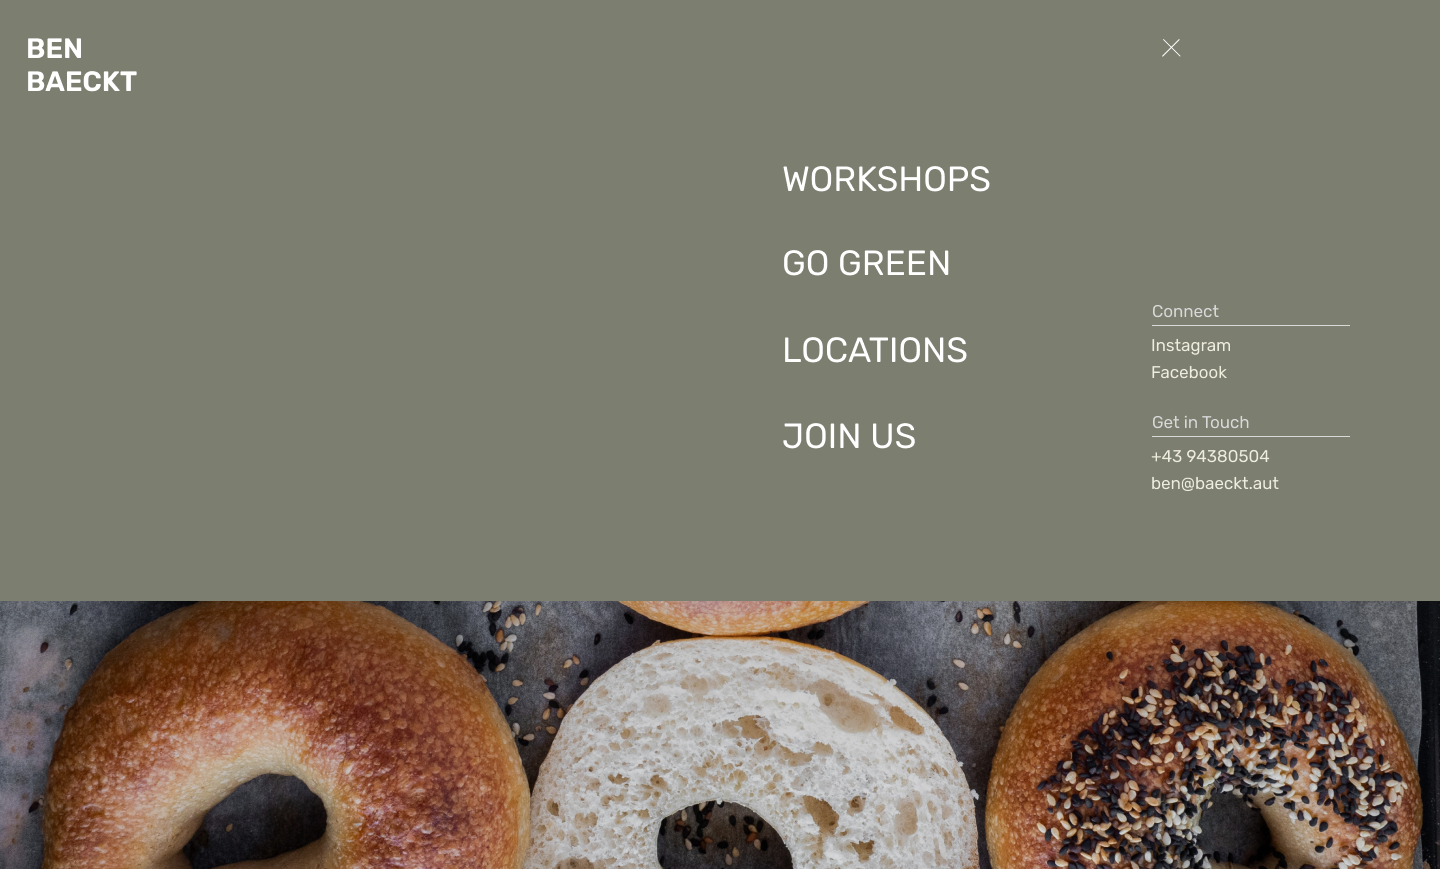 BEN
BAECKT
WORKSHOPS
GO GREEN
LOCATIONS
JOIN US
Connect
Instagram
Facebook
Get in Touch
+43 94380504
ben@baeckt.aut